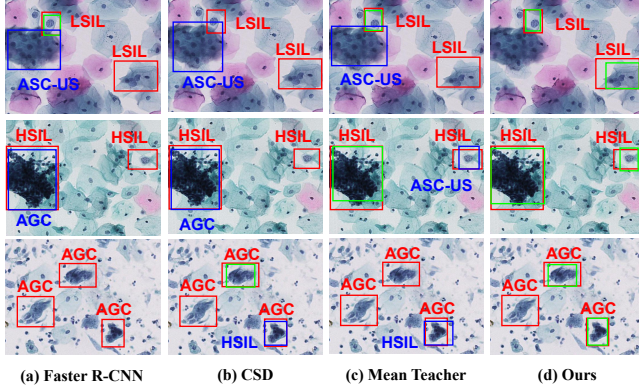 LSIL
LSIL
ASC-US
LSIL
LSIL
ASC-US
LSIL
LSIL
ASC-US
LSIL
LSIL
HSIL
HSIL
AGC
HSIL
HSIL
AGC
HSIL
HSIL
ASC-US
HSIL
HSIL
AGC
AGC
AGC
AGC
AGC
AGC
HSIL
AGC
AGC
AGC
HSIL
AGC
AGC
AGC
(a) Faster R-CNN
(b) CSD
(c) Mean Teacher
(d) Ours